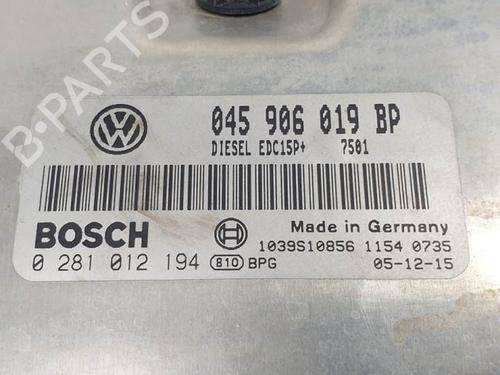 B-PARTS
045 906 019 BP
DIESEL EDC15P+ 7501
BOSCH
Made in Germany
1039S10856 1154 0735
0 281 012 194 810 BPG 05-12-15